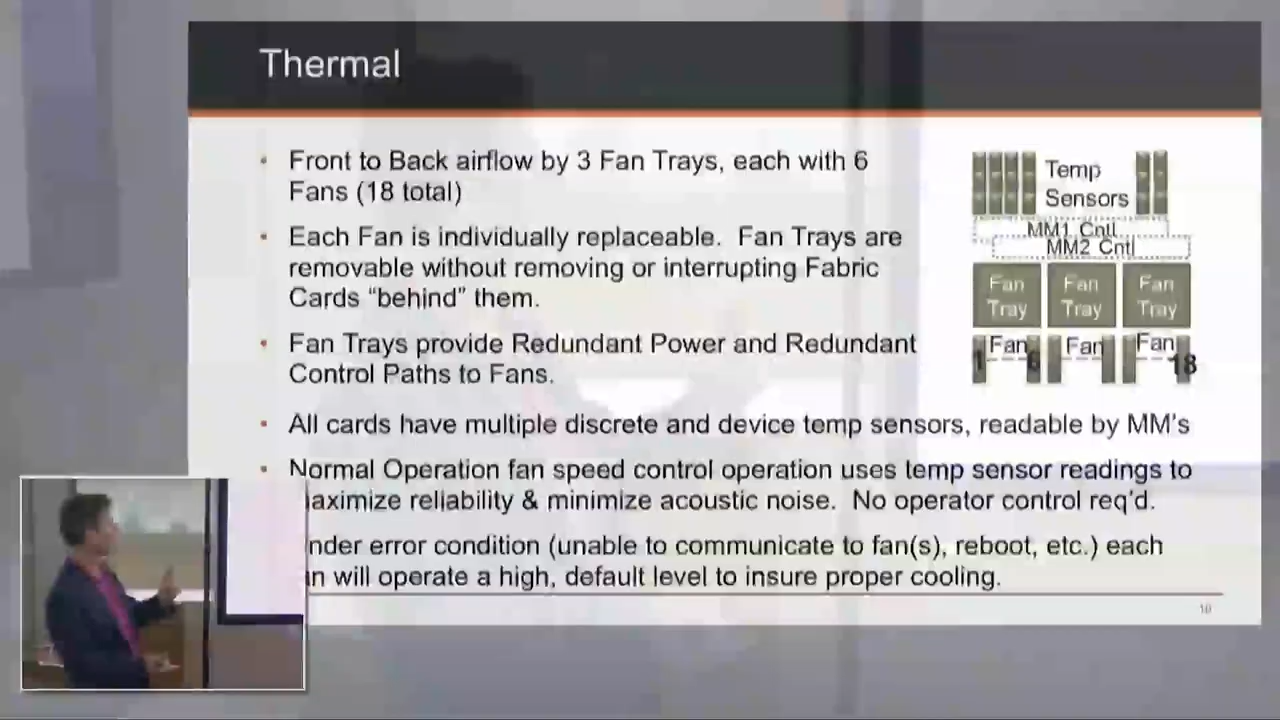 Thermal
• Front to Back airflow by 3 Fan Trays, each with 6
Fans (18 total)
• Each Fan is individually replaceable.  Fan Trays are
removable without removing or interrupting Fabric
Cards “behind” them.
• Fan Trays provide Redundant Power and Redundant
Control Paths to Fans.
• All cards have multiple discrete and device temp sensors, readable by MM's
• Normal Operation fan speed control operation uses temp sensor readings to
aximize reliability & minimize acoustic noise.  No operator control req'd.
nder error condition (unable to communicate to fan(s), reboot, etc.) each
n will operate a high, default level to insure proper cooling.
Temp
Sensors
MM1 Cntl
MM2 Cntl
Fan Fan Fan
Tray Tray Tray
Fan Fan Fan
1 6 18